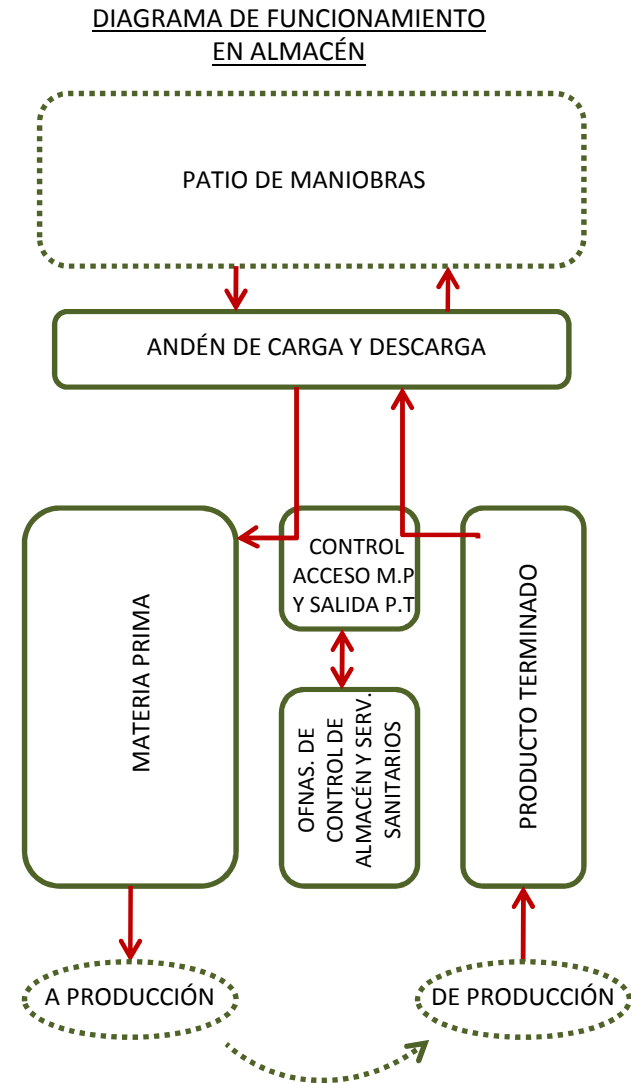 DIAGRAMA DE FUNCIONAMIENTO
EN ALMACÉN
PATIO DE MANIOBRAS
ANDÉN DE CARGA Y DESCARGA
MATERIA PRIMA
CONTROL
ACCESO M.P
Y SALIDA P.T
OFNAS. DE
CONTROL DE
ALMACÉN Y SERV.
SANITARIOS
PRODUCTO TERMINADO
A PRODUCCIÓN
DE PRODUCCIÓN